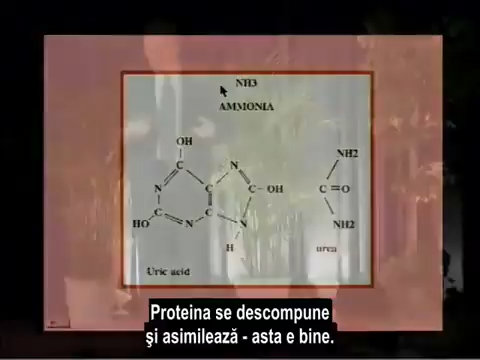 NH3
AMMONIA
OH
C
NH2
N
N
C
C
OH
C
O
C
C
HO
N
N
NH2
H
urea
Uric acid
Proteina se descompune
şi asimilează - asta e bine.